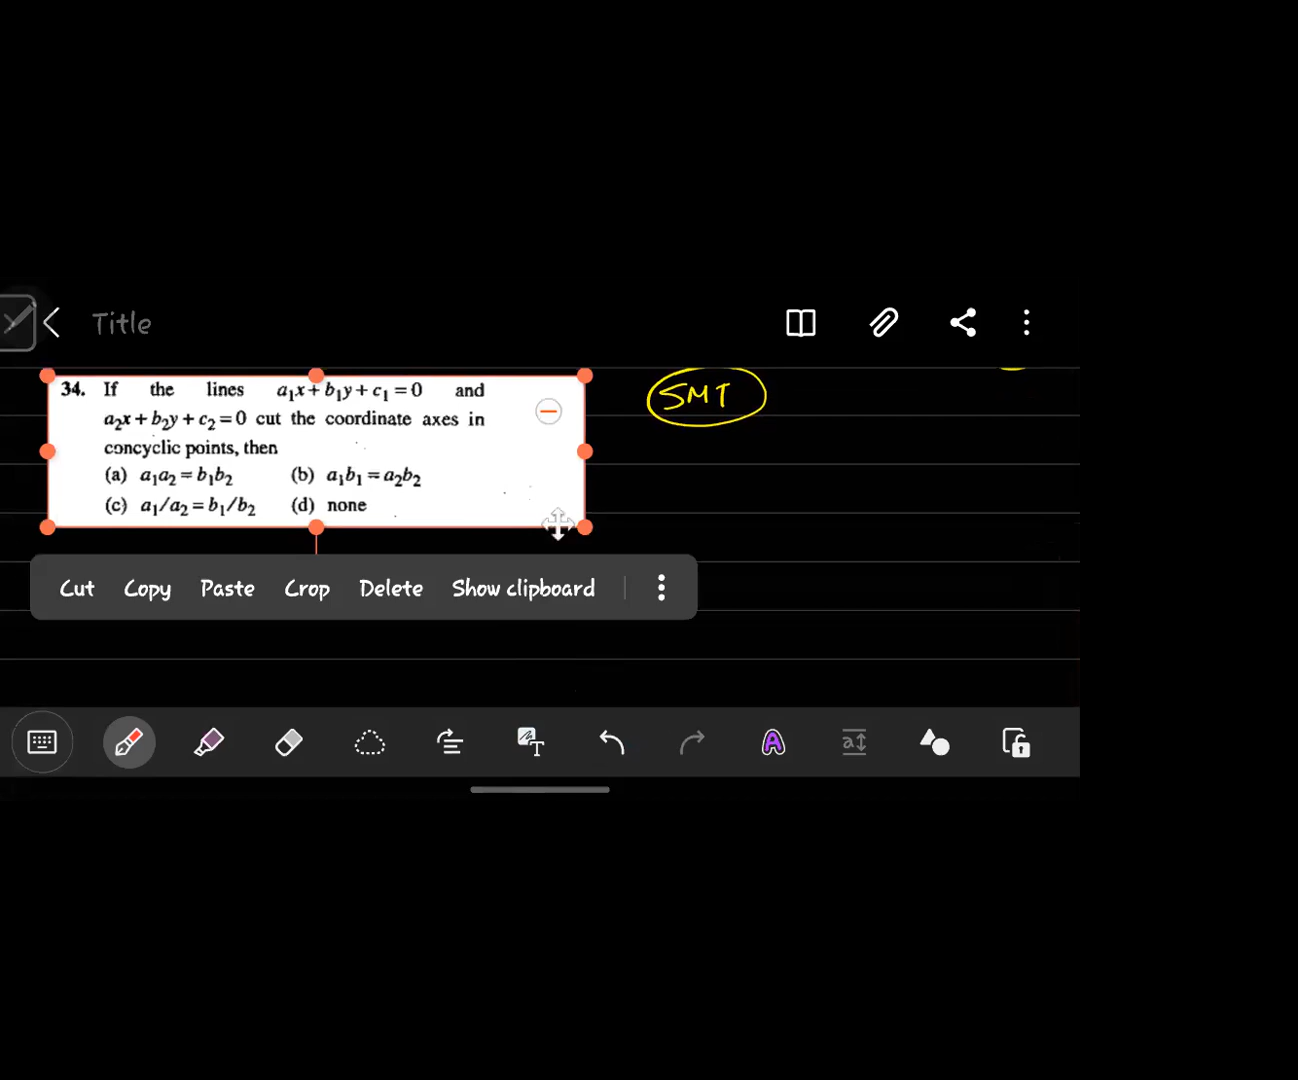 Title
34. If the lines a₁x + b₁y + c₁ = 0 and
a₂x + b₂y + c₂ = 0 cut the coordinate axes in
concyclic points, then
(a) a₁a₂ = b₁b₂ (b) a₁b₁ = a₂b₂
(c) a₁/a₂ = b₁/b₂ (d) none
SMT
Cut Copy Paste Crop Delete Show clipboard
T
A
a